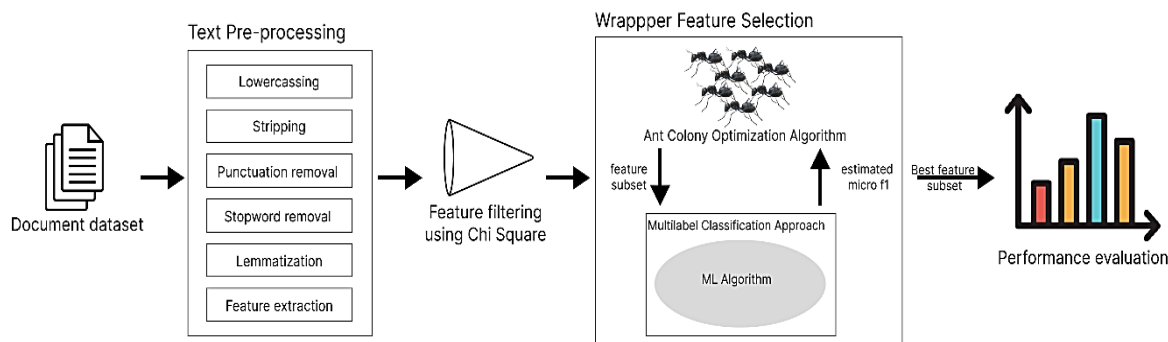 Document dataset
Text Pre-processing
Lowercassing
Stripping
Punctuation removal
Stopword removal
Lemmatization
Feature extraction
Feature filtering
using Chi Square
Wrappper Feature Selection
Ant Colony Optimization Algorithm
feature
subset
estimated
micro f1
Multilabel Classification Approach
ML Algorithm
Best feature
subset
Performance evaluation